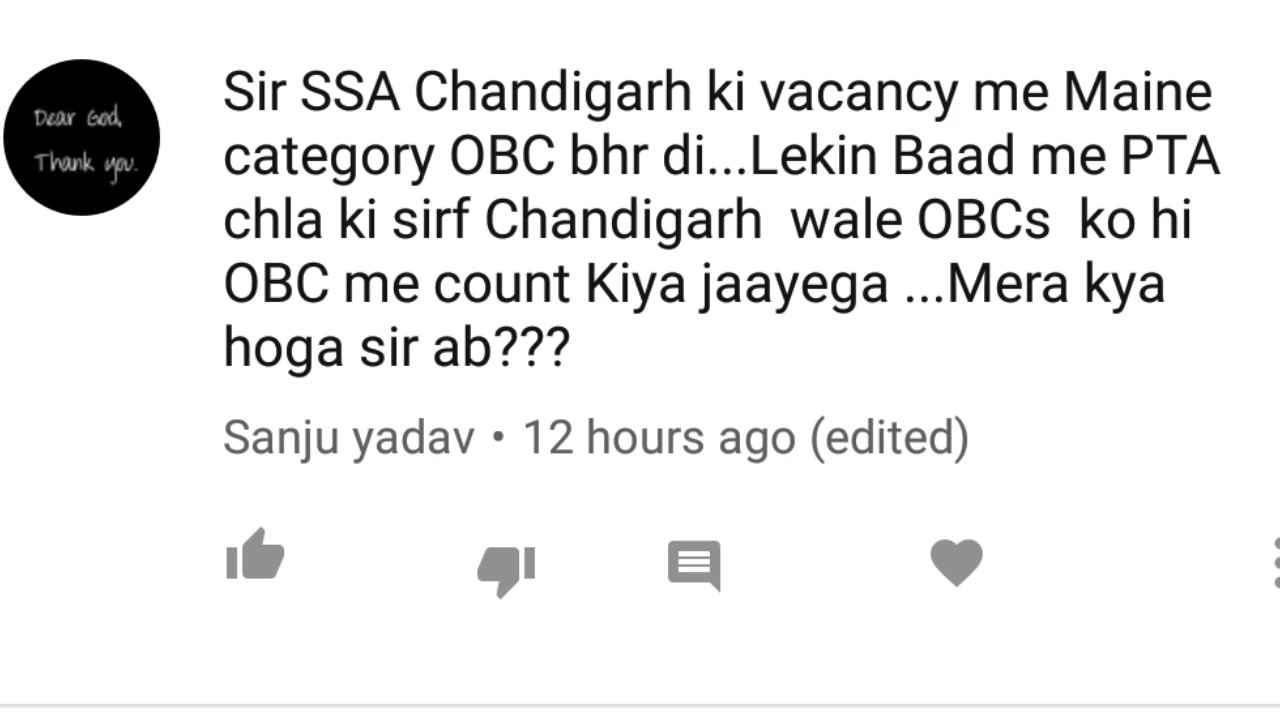 Dear God,
Thank you.
Sir SSA Chandigarh ki vacancy me Maine
category OBC bhr di...Lekin Baad me PTA
chla ki sirf Chandigarh  wale OBCs  ko hi
OBC me count Kiya jaayega ...Mera kya
hoga sir ab???
Sanju yadav • 12 hours ago (edited)